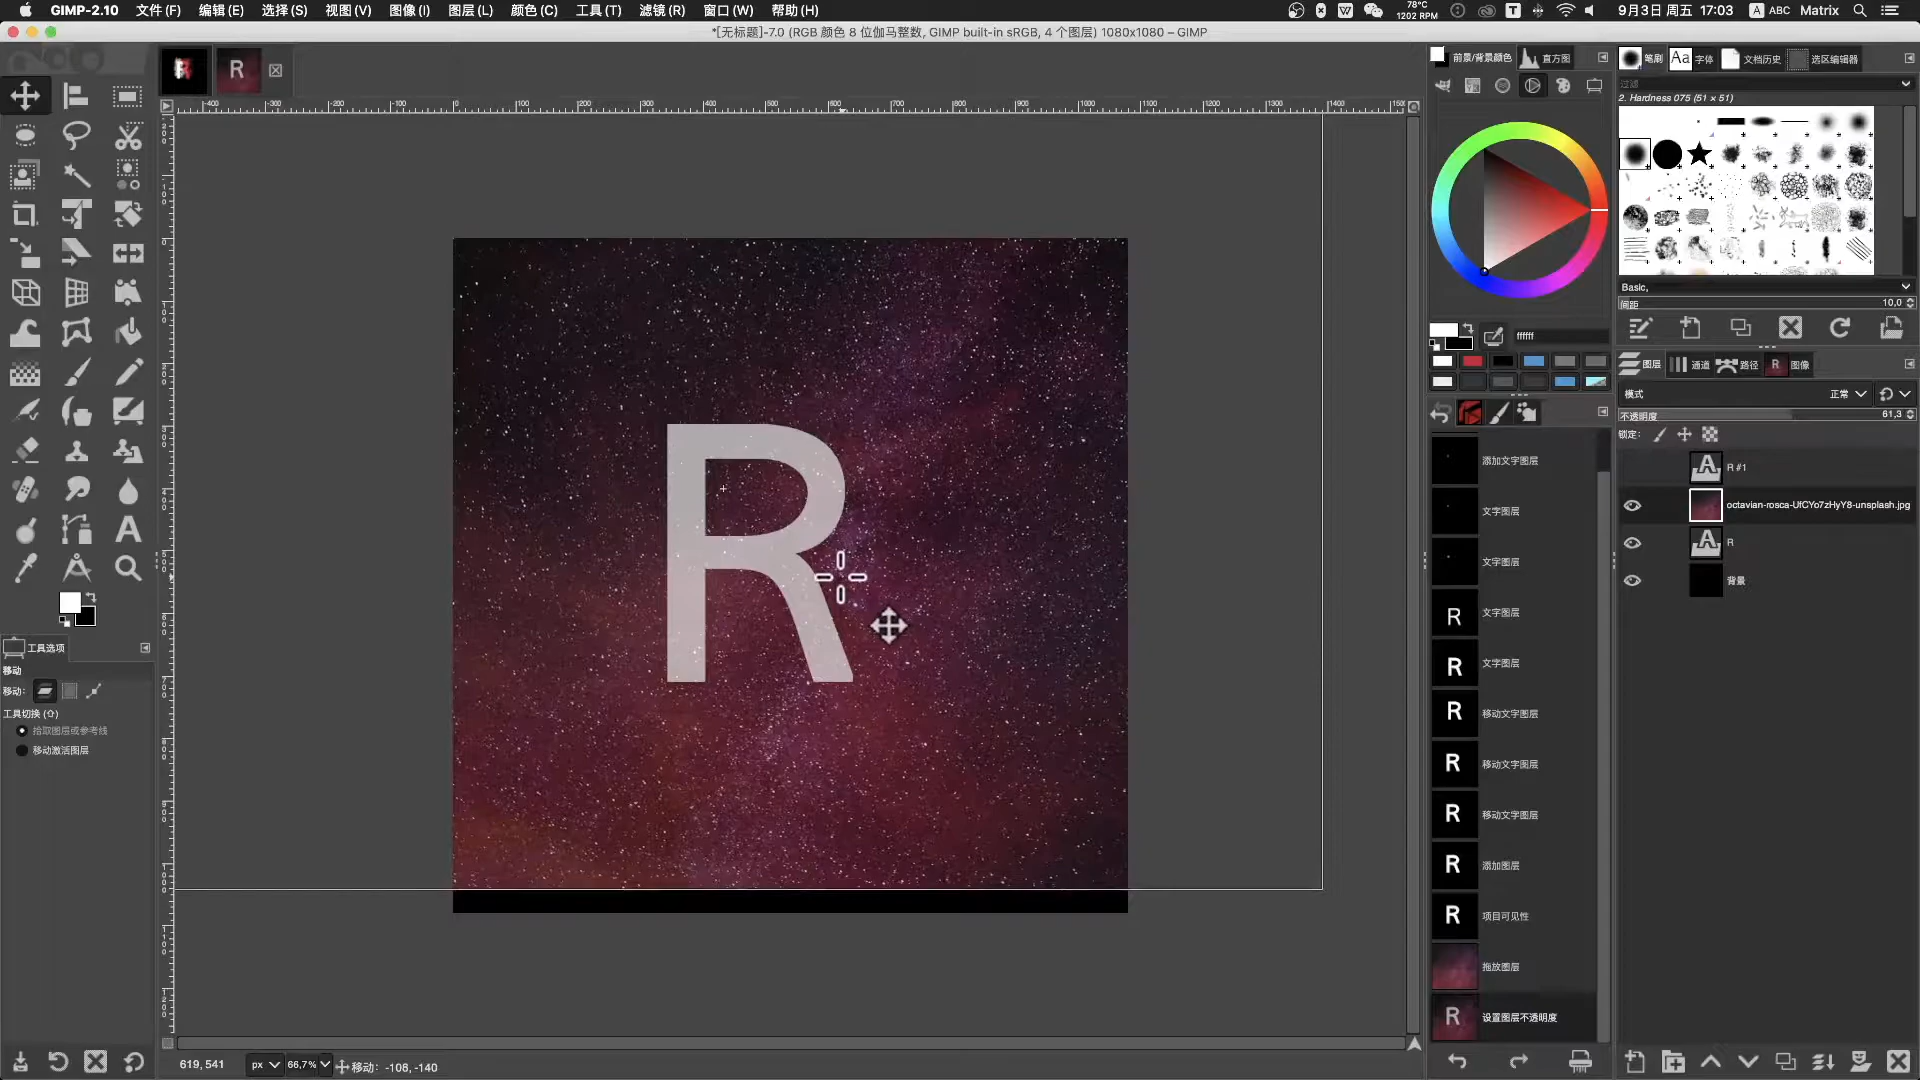 GIMP-2.10 文件 (F) 编辑 (E) 选择 (S) 视图 (V) 图像 (I) 图层 (L) 颜色 (C) 工具 (T) 滤镜 (R) 窗口 (W) 帮助 (H)
78°C
1202 RPM
9月3日 周五 17:03 A ABC Matrix
*[无标题]-7.0 (RGB 颜色 8 位伽马整数, GIMP built-in sRGB, 4 个图层) 1080x1080 – GIMP
前景/背景颜色
直方图
笔刷
Aa 字体
文档历史
选区编辑器
过滤
2. Hardness 075 (51 × 51)
Basic,
间距 10,0
ffffff
图层
通道
路径
图像
模式 正常
不透明度 61,3
锁定:
R #1
octavian-rosca-UfCYo7zHyY8-unsplash.jpg
R
背景
添加文字图层
文字图层
文字图层
文字图层
文字图层
移动文字图层
移动文字图层
移动文字图层
添加图层
项目可见性
拖放图层
设置图层不透明度
R
工具选项
移动
移动:
工具切换 (⇧)
拾取图层或参考线
移动激活图层
619, 541 px 66,7% 移动: -108, -140